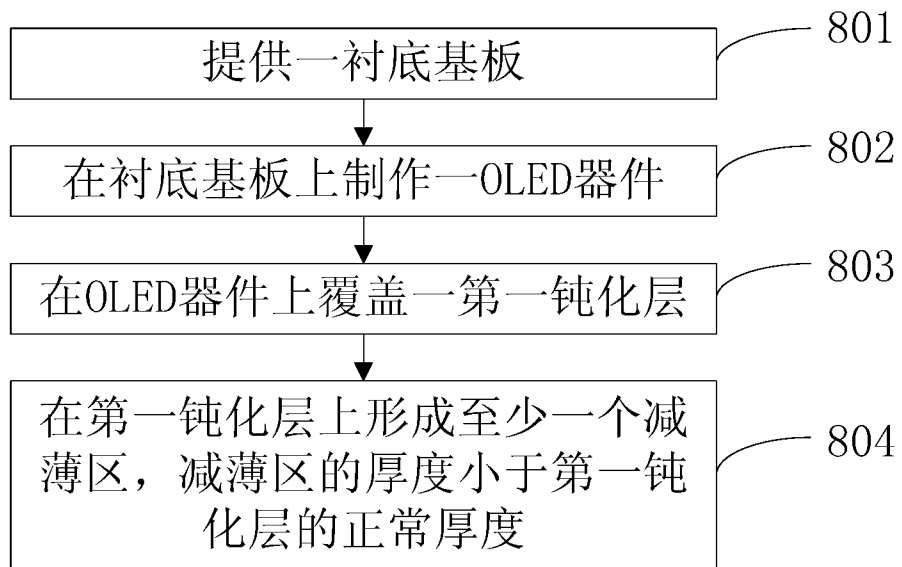 提供一衬底基板
801
在衬底基板上制作一OLED器件
802
在OLED器件上覆盖一第一钝化层
803
在第一钝化层上形成至少一个减
薄区，减薄区的厚度小于第一钝
化层的正常厚度
804